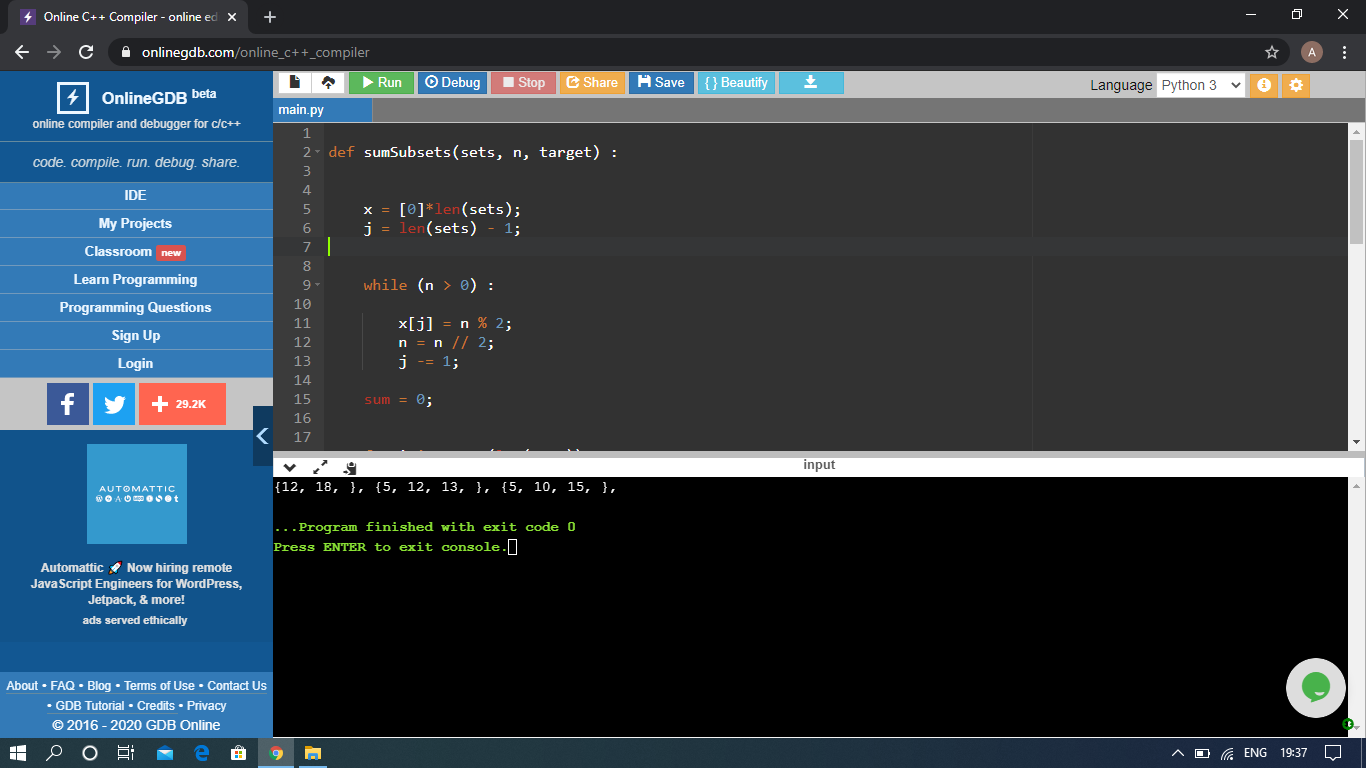 Online C++ Compiler - online ed
onlinegdb.com/online_c++_compiler
A
OnlineGDB beta
online compiler and debugger for c/c++
code. compile. run. debug. share.
IDE
My Projects
Classroom new
Learn Programming
Programming Questions
Sign Up
Login
29.2K
AUTOMATTIC
Automattic 🚀 Now hiring remote
JavaScript Engineers for WordPress,
Jetpack, & more!
ads served ethically
About • FAQ • Blog • Terms of Use • Contact Us
• GDB Tutorial • Credits • Privacy
© 2016 - 2020 GDB Online
Run Debug Stop Share Save { } Beautify
Language Python 3
main.py
1
2 def sumSubsets(sets, n, target) :
3
4
5 x = [0]*len(sets);
6 j = len(sets) - 1;
7
8
9 while (n > 0) :
10
11 x[j] = n % 2;
12 n = n // 2;
13 j -= 1;
14
15 sum = 0;
16
17
input
{12, 18, }, {5, 12, 13, }, {5, 10, 15, },
...Program finished with exit code 0
Press ENTER to exit console.
ENG 19:37